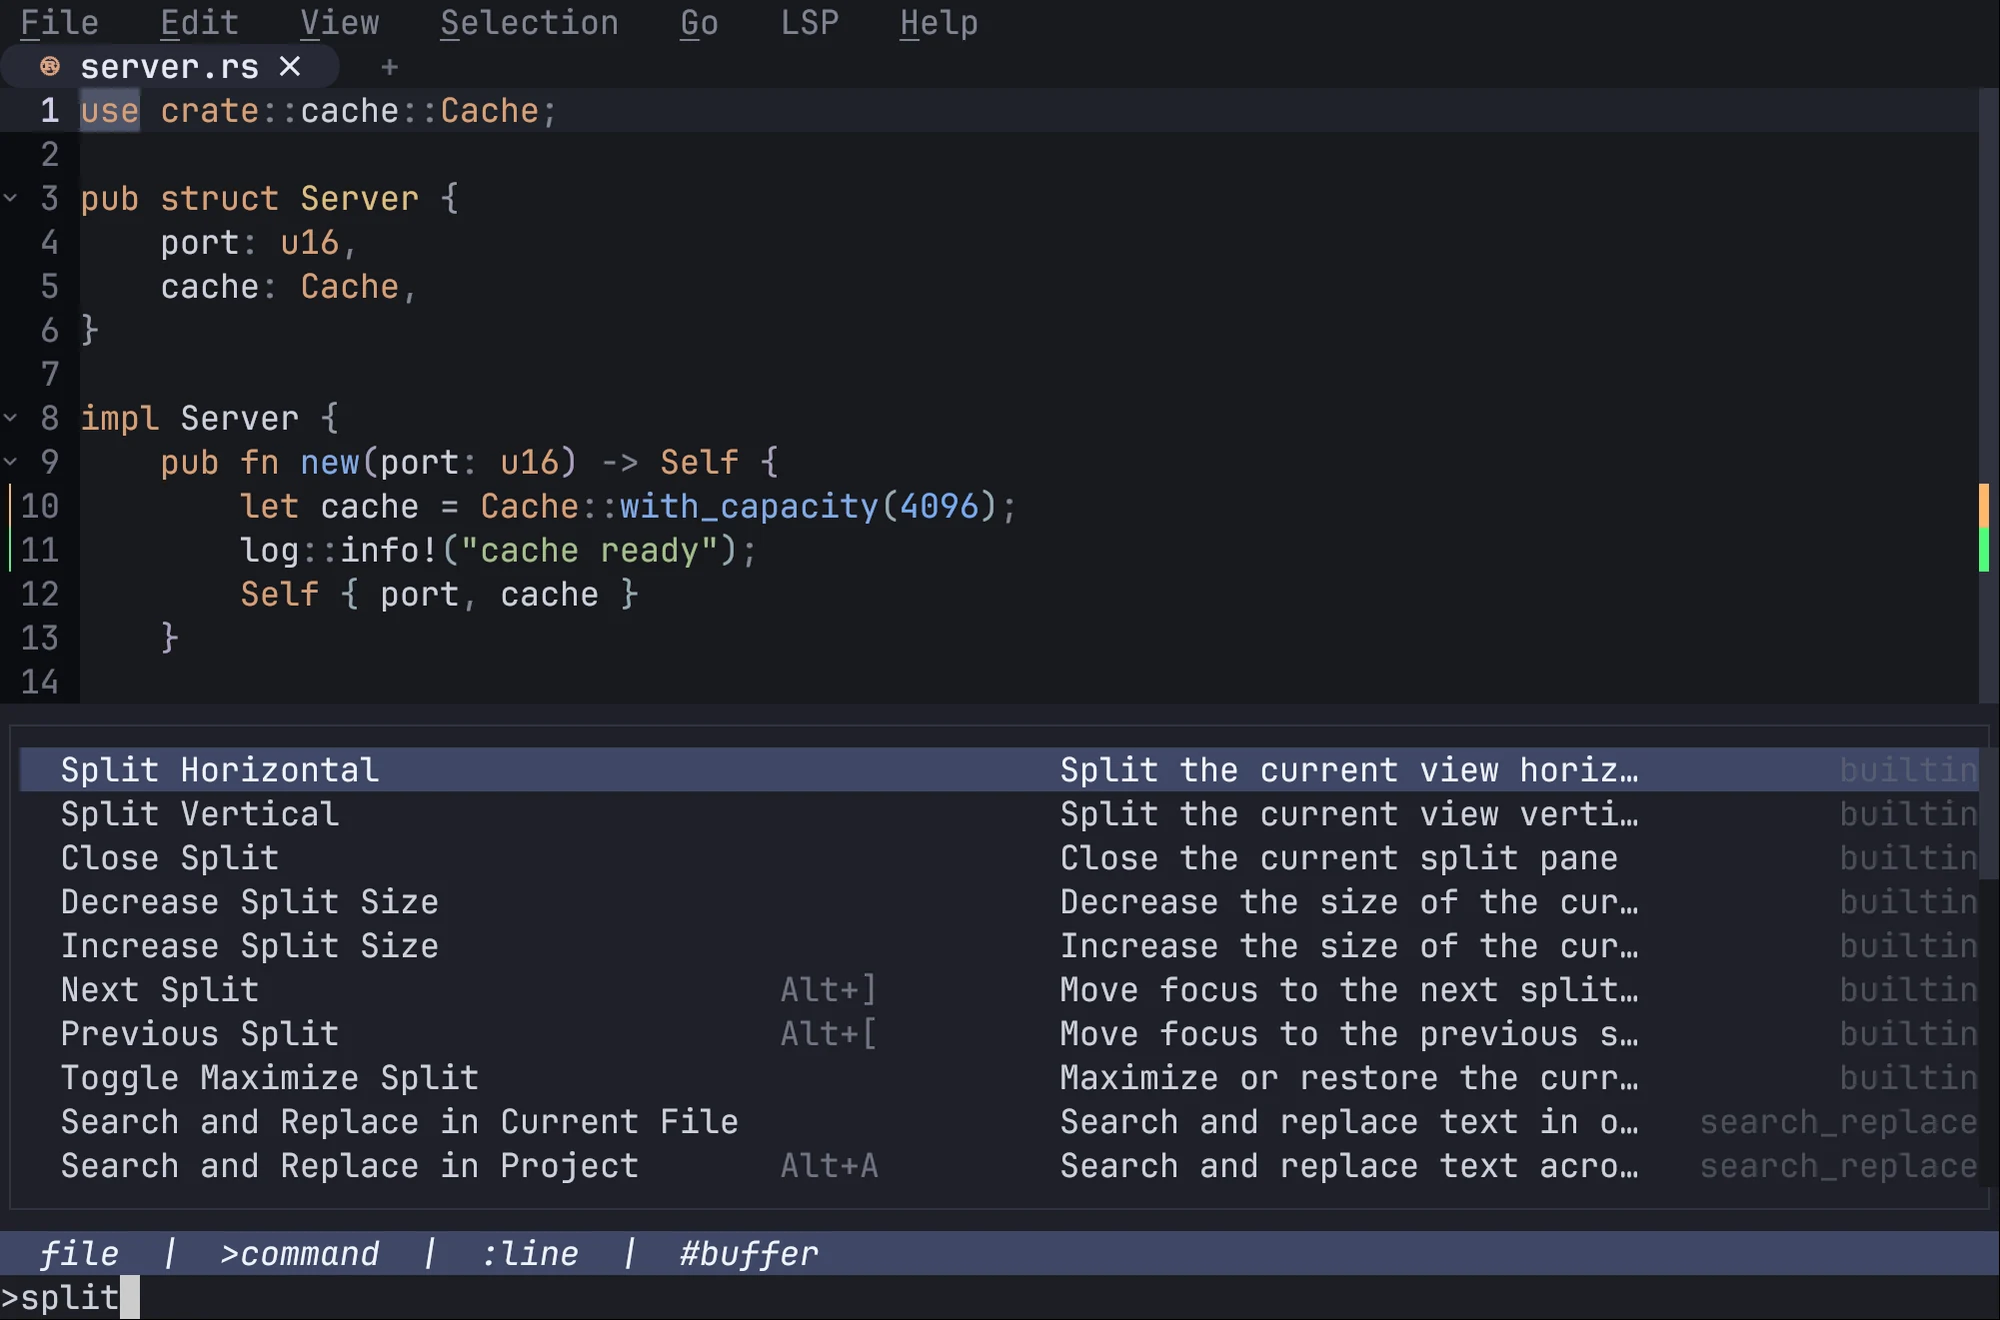 File Edit View Selection Go LSP Help
server.rs × +
1 use crate::cache::Cache;
2
3 pub struct Server {
4     port: u16,
5     cache: Cache,
6 }
7
8 impl Server {
9     pub fn new(port: u16) -> Self {
10         let cache = Cache::with_capacity(4096);
11         log::info!("cache ready");
12         Self { port, cache }
13     }
14
Split Horizontal Split the current view horiz… builtin
Split Vertical Split the current view verti… builtin
Close Split Close the current split pane builtin
Decrease Split Size Decrease the size of the cur… builtin
Increase Split Size Increase the size of the cur… builtin
Next Split Alt+] Move focus to the next split… builtin
Previous Split Alt+[ Move focus to the previous s… builtin
Toggle Maximize Split Maximize or restore the curr… builtin
Search and Replace in Current File Search and replace text in o… search_replace
Search and Replace in Project Alt+A Search and replace text acro… search_replace
file | >command | :line | #buffer
>split